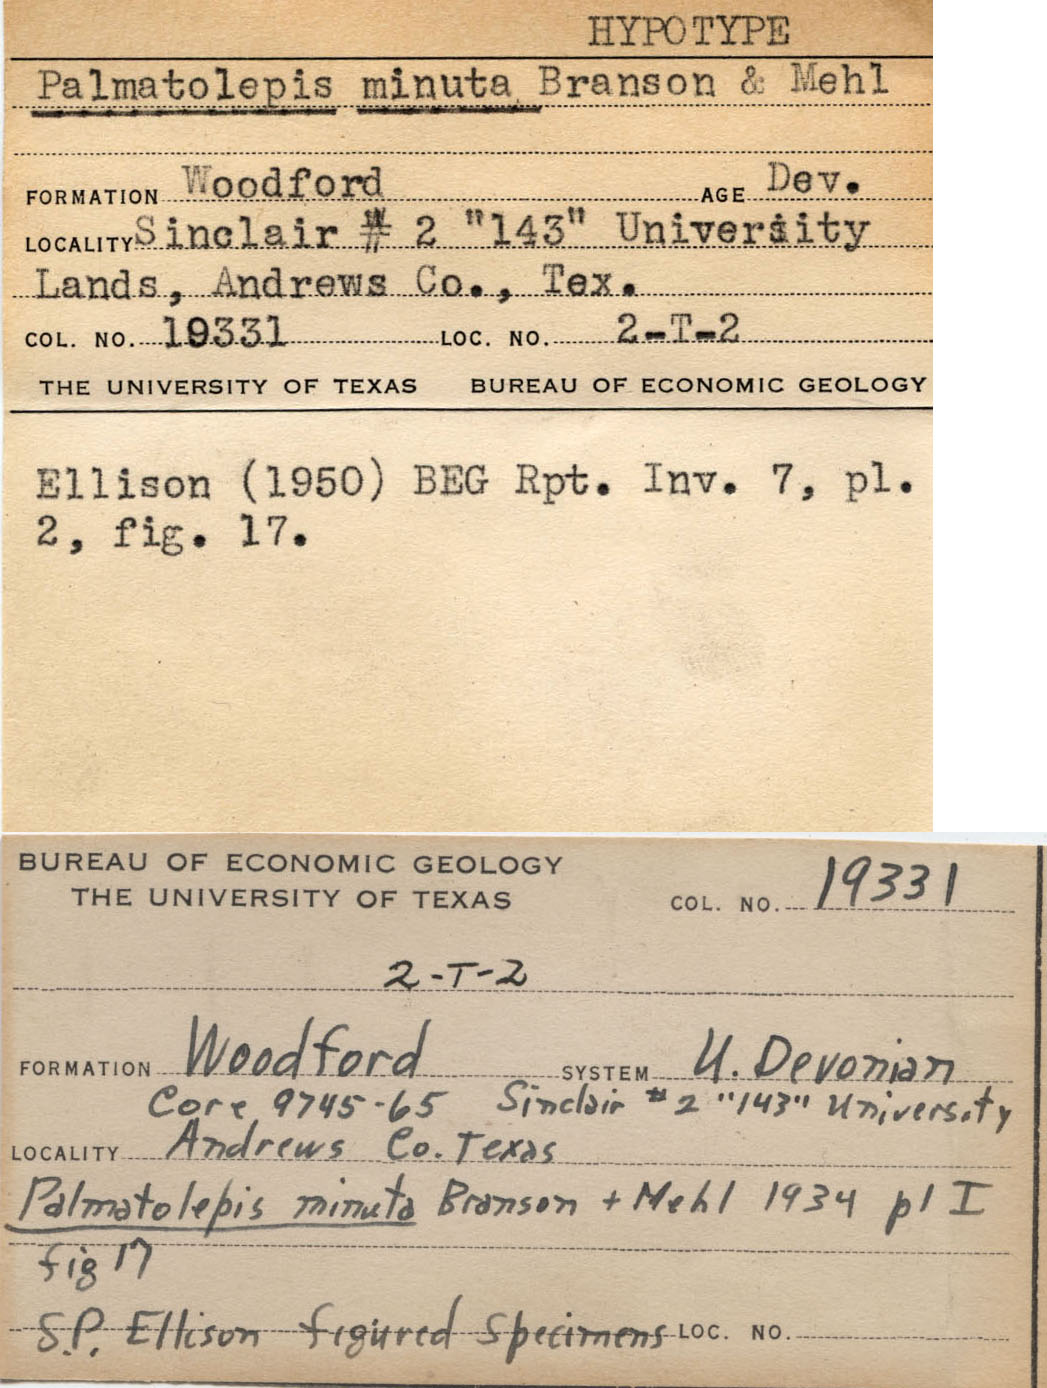 HYPOTYPE
Palmatolepis minuta Branson & Mehl
FORMATION Woodford AGE Dev.
LOCALITY Sinclair # 2 "143" University
Lands, Andrews Co., Tex.
COL. NO. 19331 LOC. NO. 2-T-2
THE UNIVERSITY OF TEXAS BUREAU OF ECONOMIC GEOLOGY
Ellison (1950) BEG Rpt. Inv. 7, pl.
2, fig. 17.
BUREAU OF ECONOMIC GEOLOGY
THE UNIVERSITY OF TEXAS COL. NO. 19331
2-T-2
FORMATION Woodford SYSTEM U. Devonian
Core 9745-65 Sinclair #2 "143" University
LOCALITY Andrews Co. Texas
Palmatolepis minuta Branson + Mehl 1934 pl I
fig 17
S.P. Ellison figured Specimens LOC. NO.